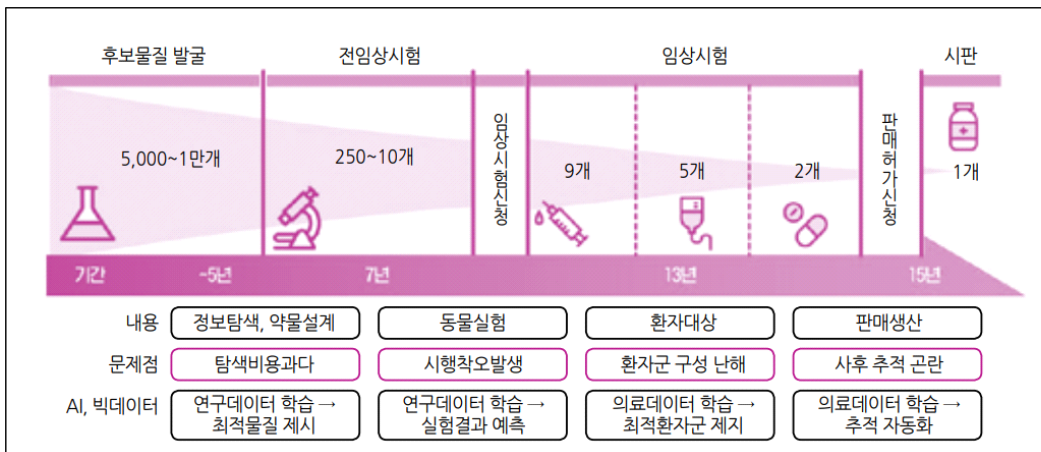 후보물질 발굴 전임상시험 임상시험 시판
임상시험신청
판매허가신청
5,000~1만개 250~10개 9개 5개 2개 1개
기간 ~5년 7년 13년 15년
내용 정보탐색, 약물설계 동물실험 환자대상 판매생산
문제점 탐색비용과다 시행착오발생 환자군 구성 난해 사후 추적 곤란
AI, 빅데이터 연구데이터 학습 → 연구데이터 학습 → 의료데이터 학습 → 의료데이터 학습 →
최적물질 제시 실험결과 예측 최적환자군 제지 추적 자동화